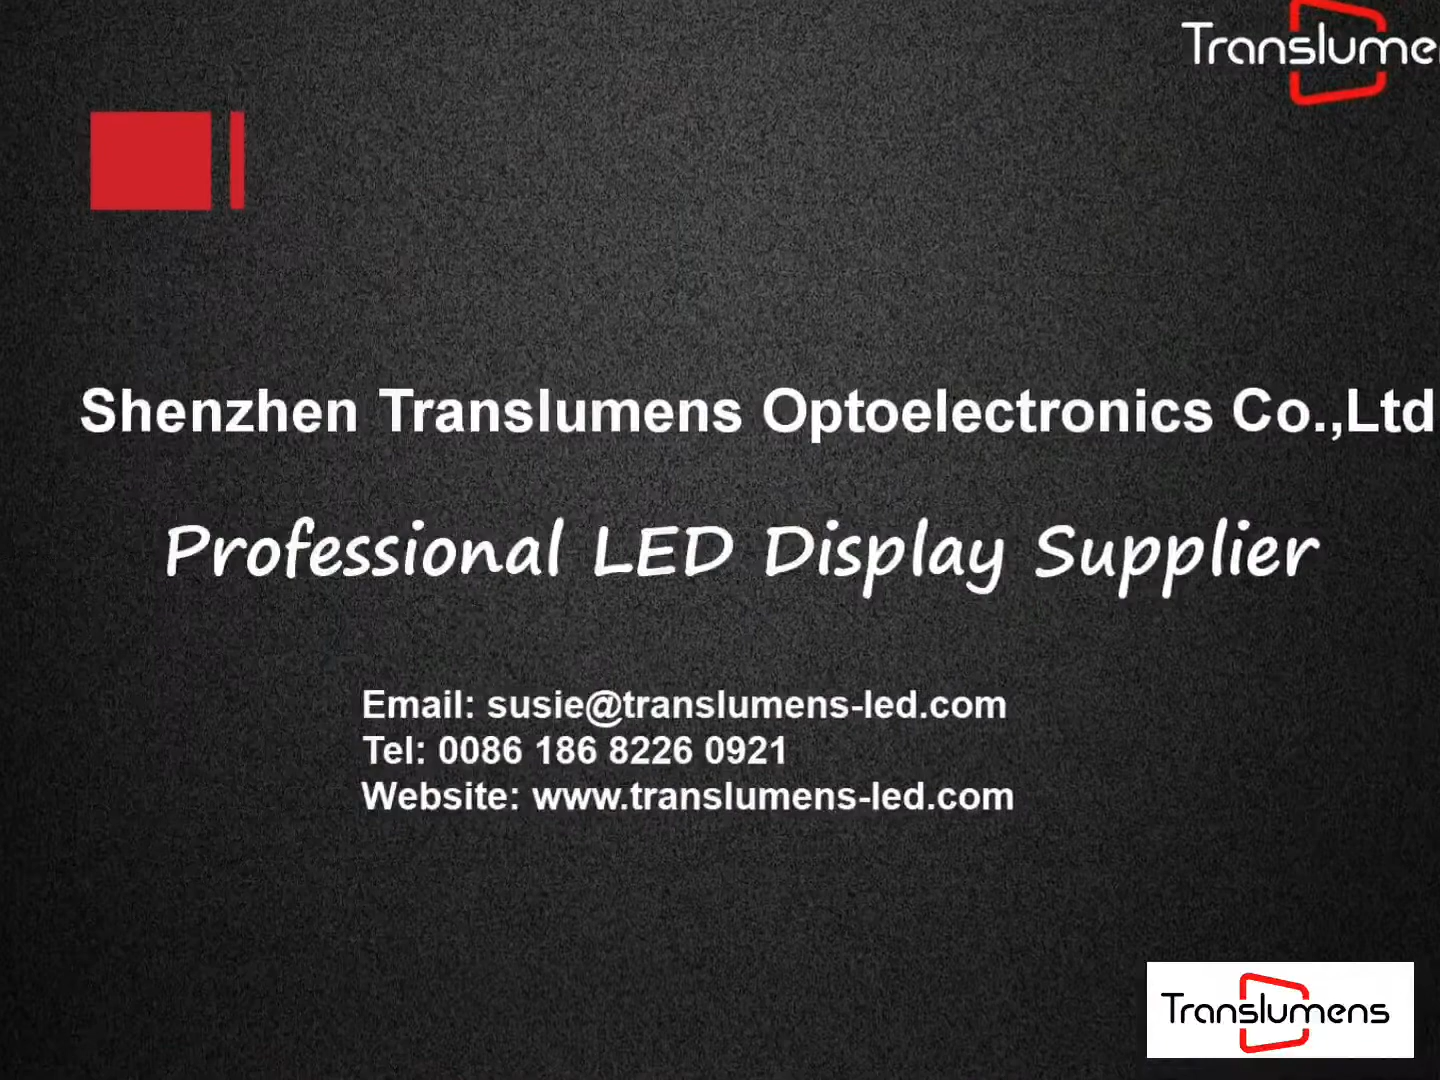 Translume
Shenzhen Translumens Optoelectronics Co.,Ltd
Professional LED Display Supplier
Email: susie@translumens-led.com
Tel: 0086 186 8226 0921
Website: www.translumens-led.com
Translumens